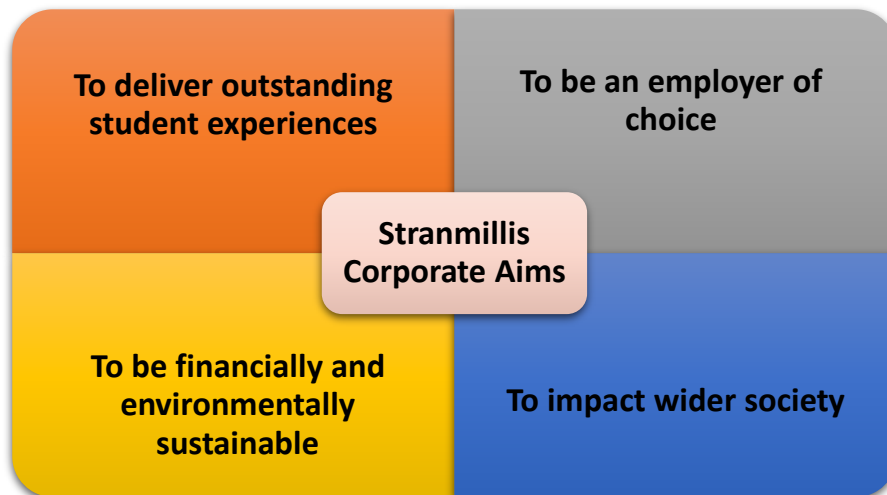 To deliver outstanding
student experiences
To be an employer of
choice
Stranmillis
Corporate Aims
To be financially and
environmentally
sustainable
To impact wider society